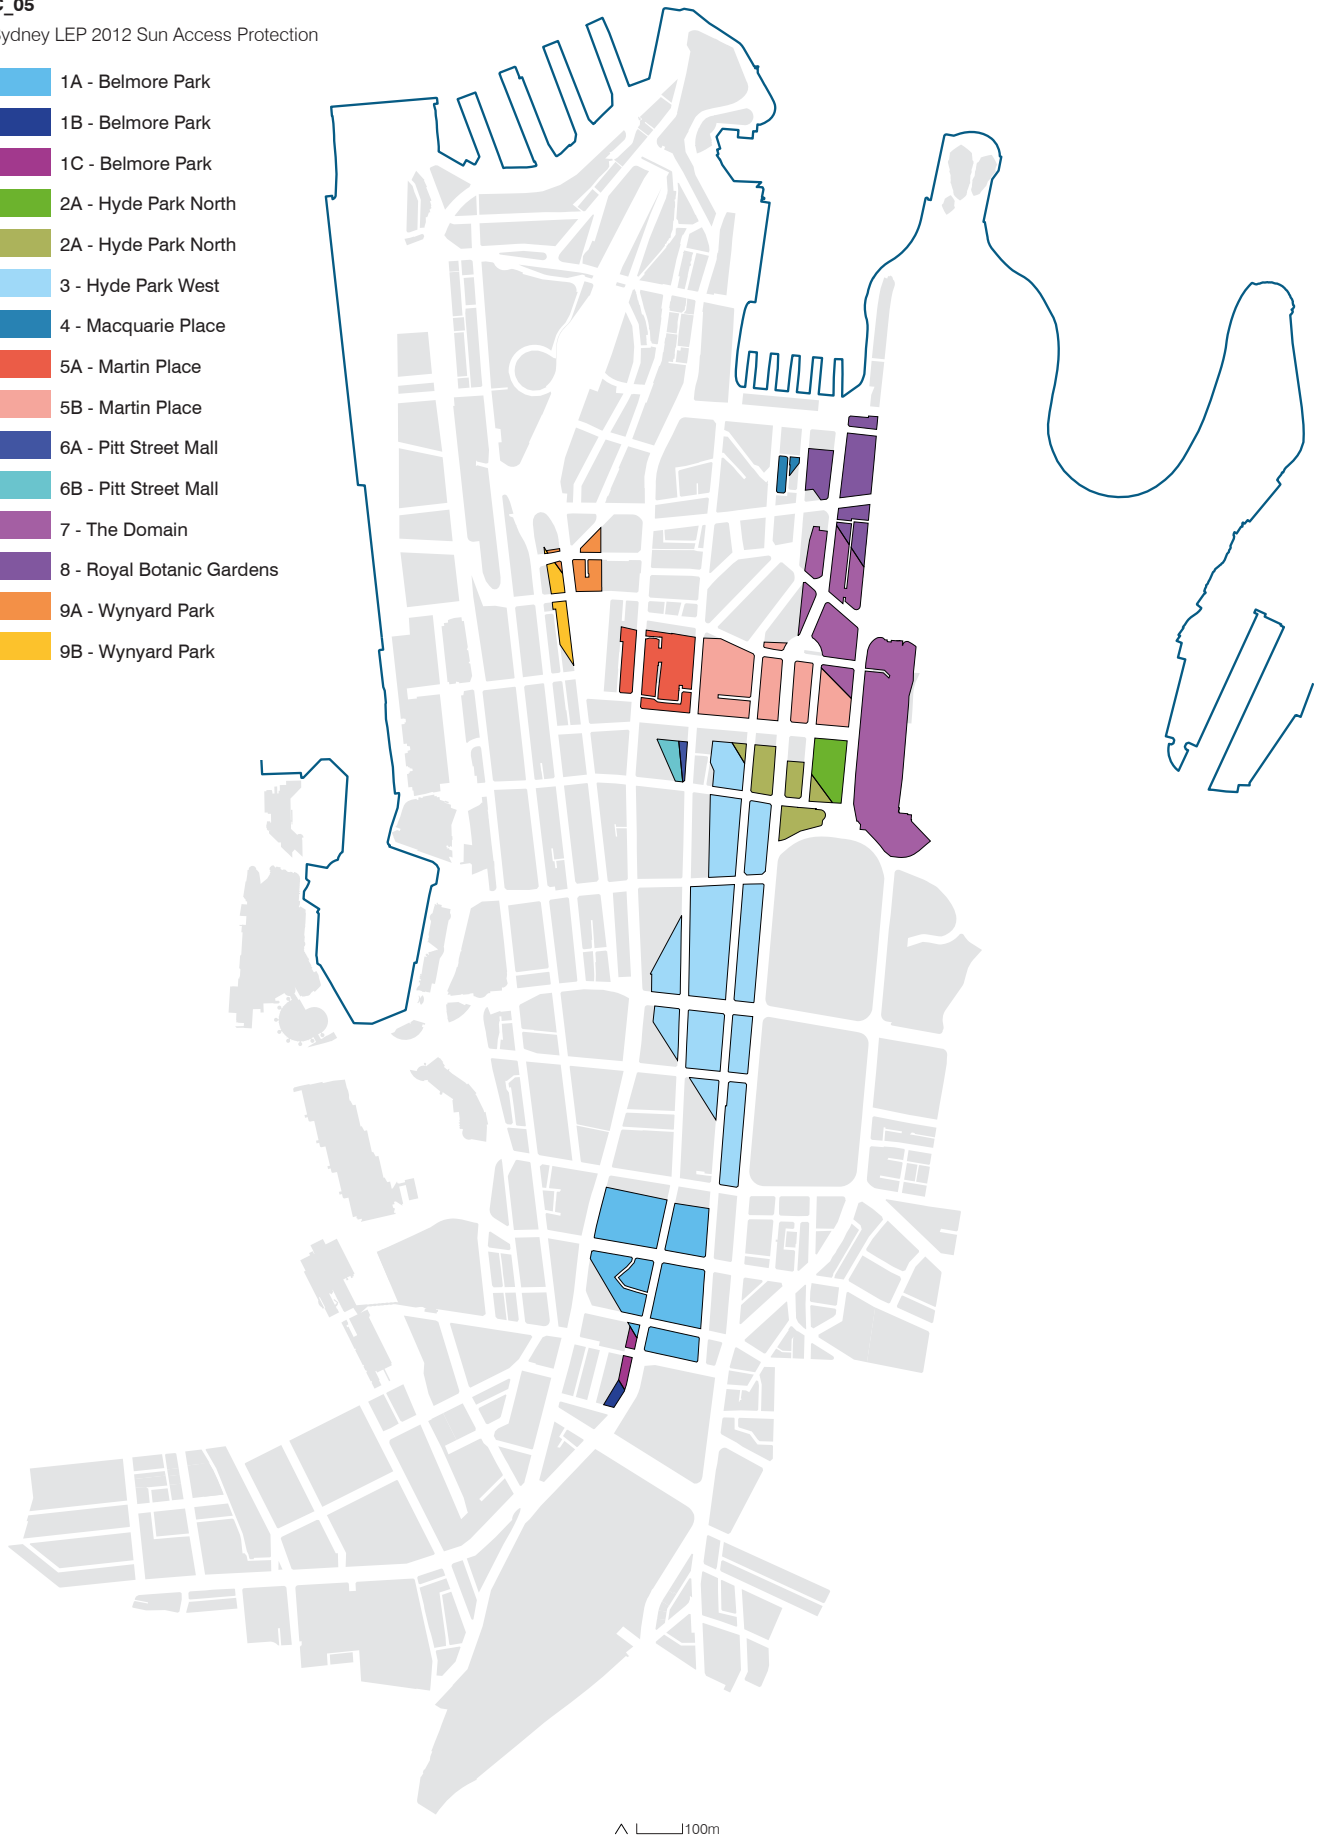 _05
ydney LEP 2012 Sun Access Protection
1A - Belmore Park
1B - Belmore Park
1C - Belmore Park
2A - Hyde Park North
2A - Hyde Park North
3 - Hyde Park West
4 - Macquarie Place
5A - Martin Place
5B - Martin Place
6A - Pitt Street Mall
6B - Pitt Street Mall
7 - The Domain
8 - Royal Botanic Gardens
9A - Wynyard Park
9B - Wynyard Park
100m